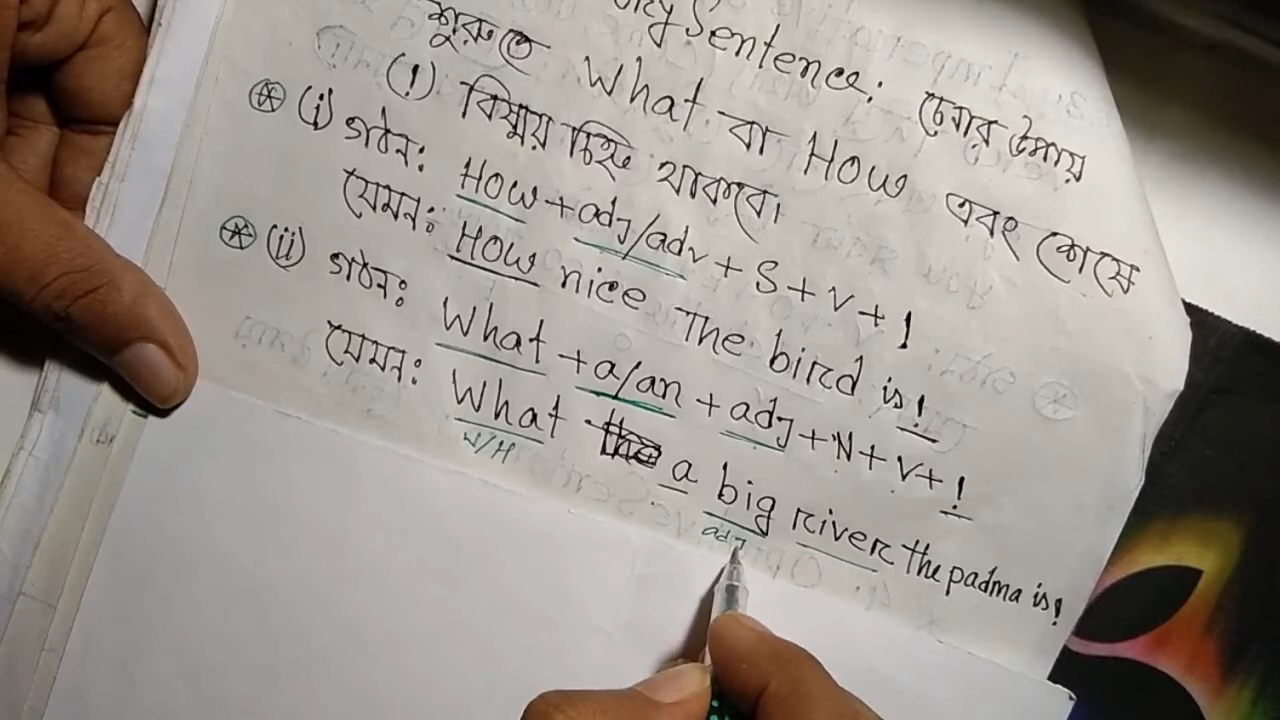 Sentence: চেনার উপায়
শুরুতে What বা How এবং শেষে
(!) বিস্ময় চিহ্ন থাকবে।
(i) গঠন: How + adj/adv + S + V + !
যেমন: How nice the bird is!
(ii) গঠন: What + a/an + adj + N + V + !
যেমন: What a big river the padma is!
W/H
adj